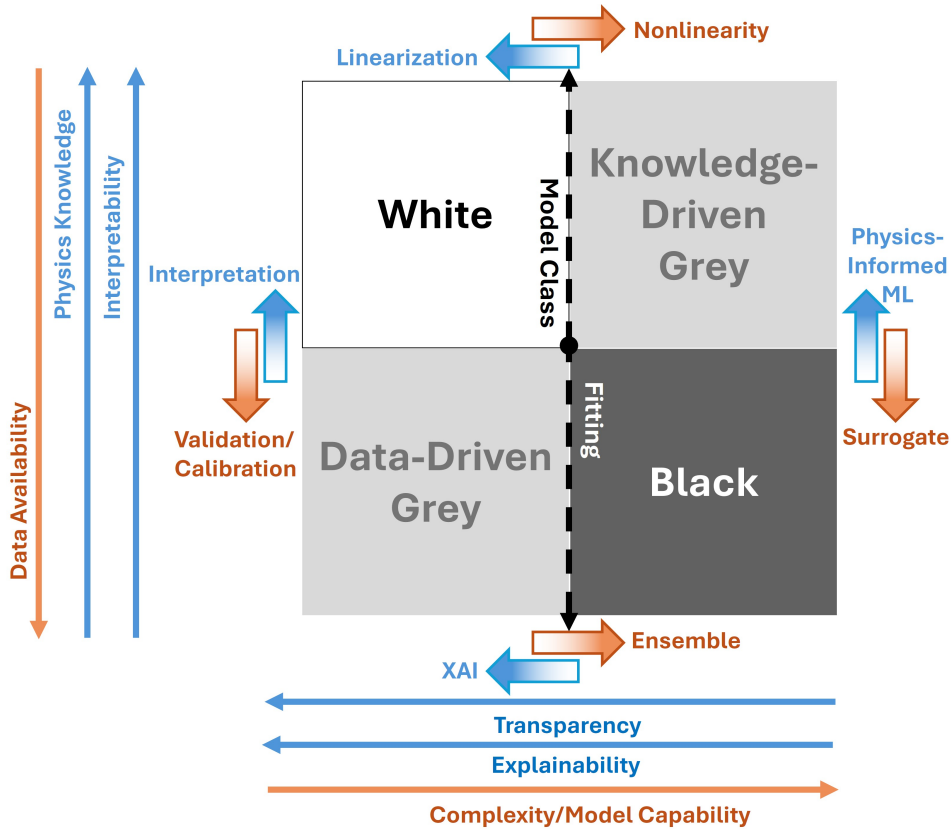 Nonlinearity
Linearization
Physics Knowledge
Interpretability
Data Availability
White
Model Class
Knowledge-
Driven
Grey
Interpretation
Physics-
Informed
ML
Validation/
Calibration
Surrogate
Fitting
Data-Driven
Grey
Black
Ensemble
XAI
Transparency
Explainability
Complexity/Model Capability